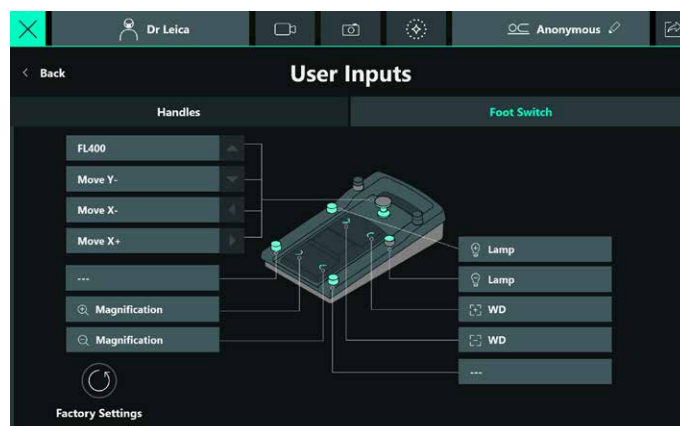 Dr Leica
Anonymous
Back
User Inputs
Handles
Foot Switch
FL400
Move Y-
Move X-
Move X+
---
Magnification
Magnification
Lamp
Lamp
WD
WD
---
Factory Settings